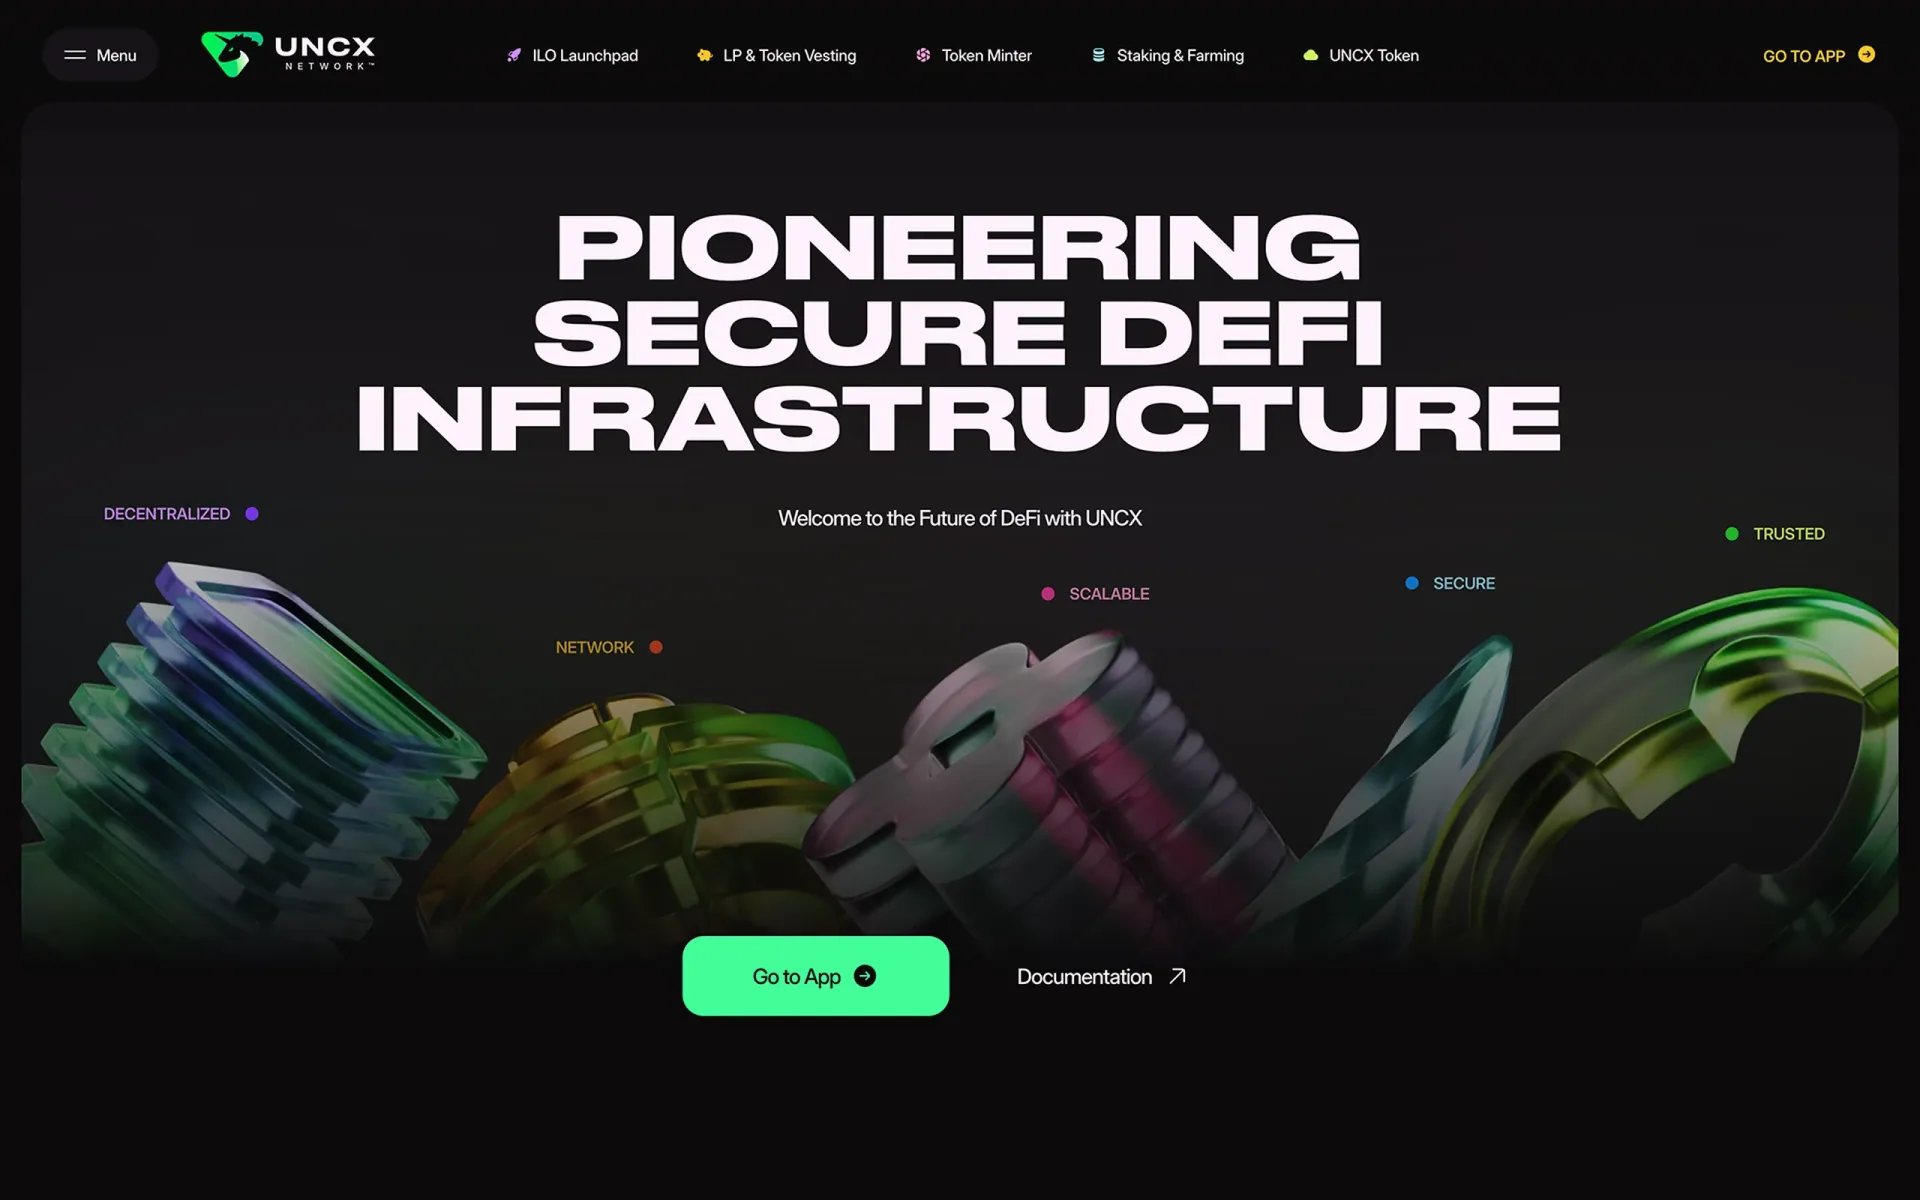 Menu
UNCX
NETWORK™
ILO Launchpad
LP & Token Vesting
Token Minter
Staking & Farming
UNCX Token
GO TO APP
PIONEERING
SECURE DEFI
INFRASTRUCTURE
Welcome to the Future of DeFi with UNCX
DECENTRALIZED
NETWORK
SCALABLE
SECURE
TRUSTED
Go to App
Documentation